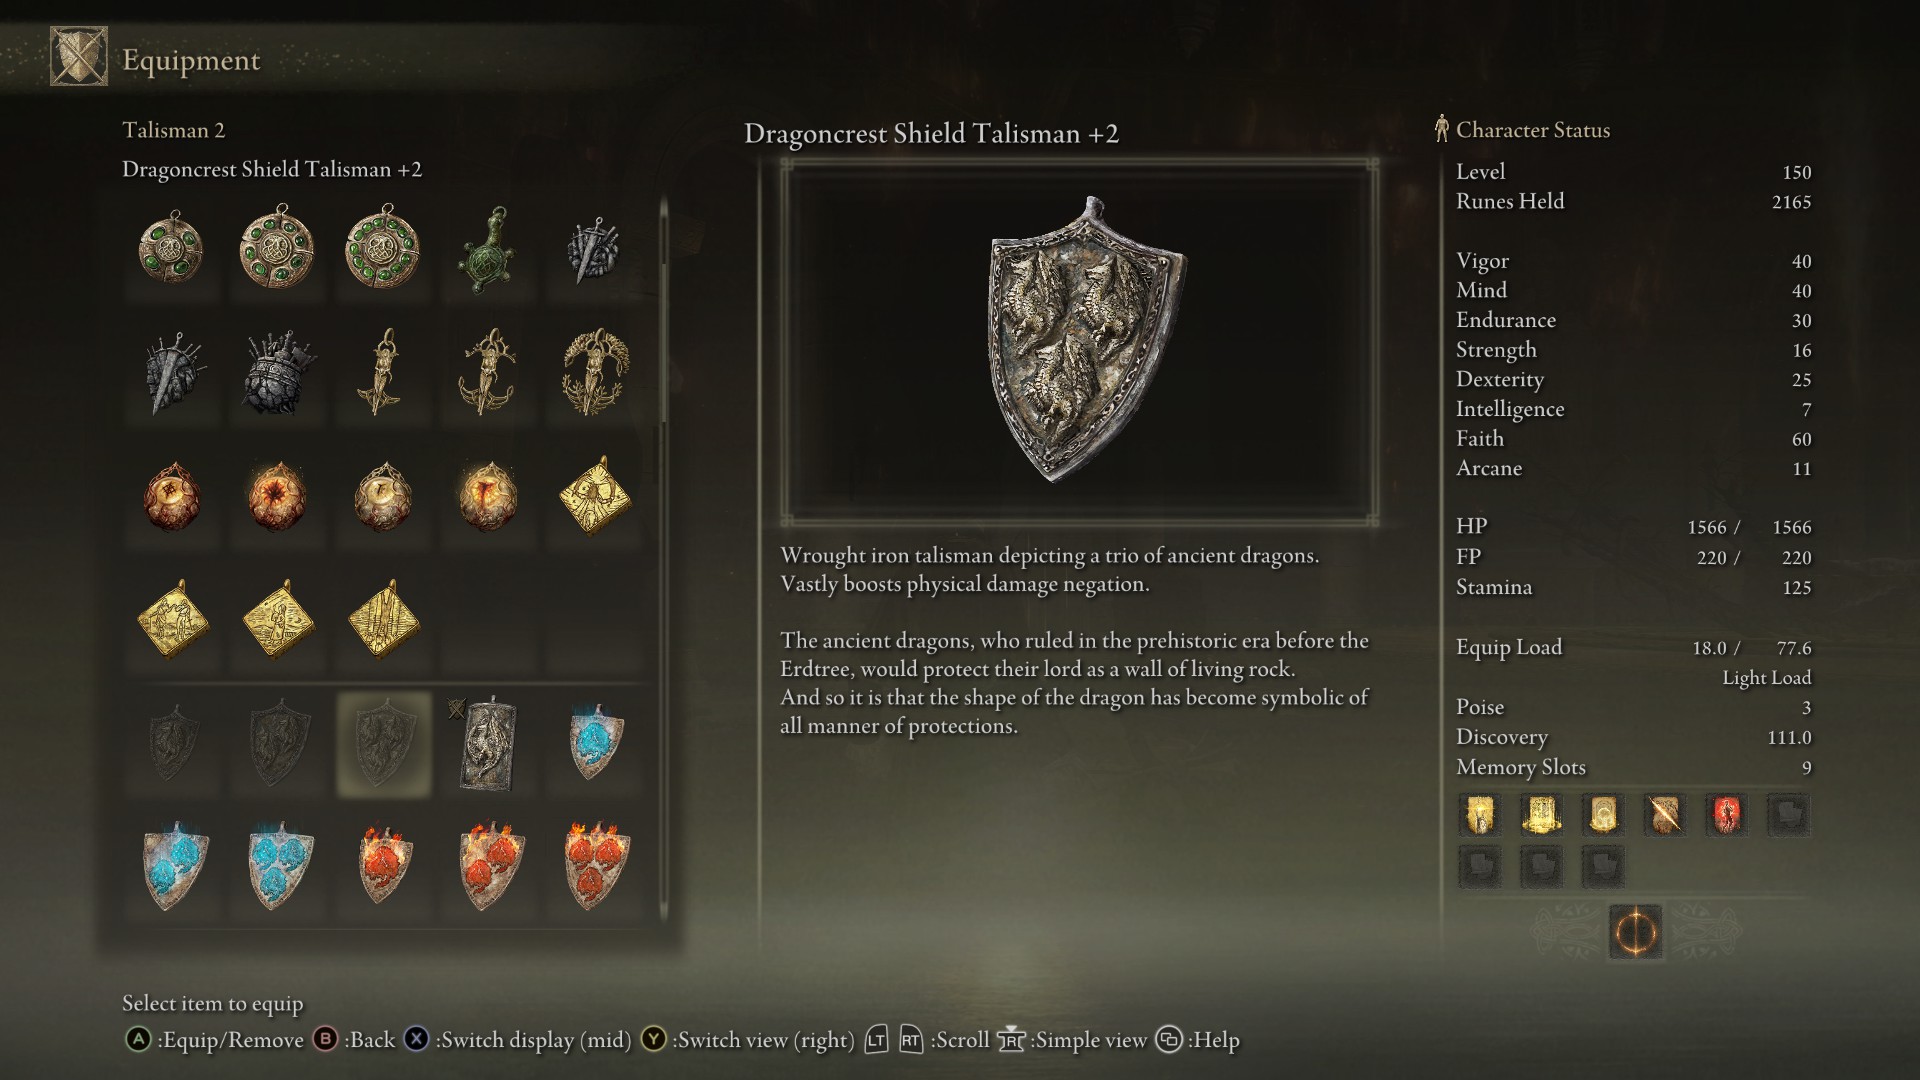 Equipment
Talisman 2
Dragoncrest Shield Talisman +2
Dragoncrest Shield Talisman +2
Wrought iron talisman depicting a trio of ancient dragons.
Vastly boosts physical damage negation.
The ancient dragons, who ruled in the prehistoric era before the
Erdtree, would protect their lord as a wall of living rock.
And so it is that the shape of the dragon has become symbolic of
all manner of protections.
Character Status
Level 150
Runes Held 2165
Vigor 40
Mind 40
Endurance 30
Strength 16
Dexterity 25
Intelligence 7
Faith 60
Arcane 11
HP 1566 / 1566
FP 220 / 220
Stamina 125
Equip Load 18.0 / 77.6
Light Load
Poise 3
Discovery 111.0
Memory Slots 9
Select item to equip
A :Equip/Remove B :Back X :Switch display (mid) Y :Switch view (right) LT RT :Scroll R :Simple view :Help